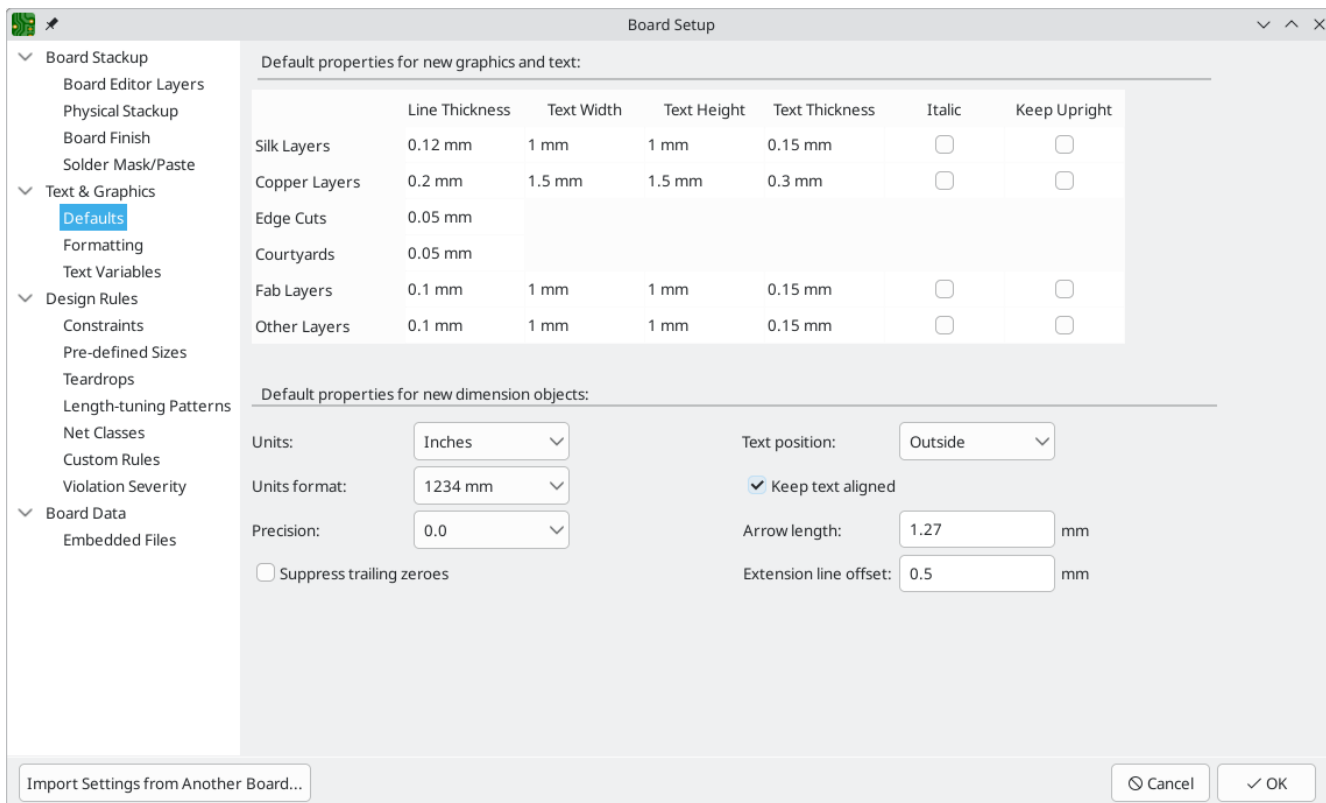 Board Setup
Board Stackup
Board Editor Layers
Physical Stackup
Board Finish
Solder Mask/Paste
Text & Graphics
Defaults
Formatting
Text Variables
Design Rules
Constraints
Pre-defined Sizes
Teardrops
Length-tuning Patterns
Net Classes
Custom Rules
Violation Severity
Board Data
Embedded Files
Default properties for new graphics and text:
Line Thickness Text Width Text Height Text Thickness Italic Keep Upright
Silk Layers 0.12 mm 1 mm 1 mm 0.15 mm
Copper Layers 0.2 mm 1.5 mm 1.5 mm 0.3 mm
Edge Cuts 0.05 mm
Courtyards 0.05 mm
Fab Layers 0.1 mm 1 mm 1 mm 0.15 mm
Other Layers 0.1 mm 1 mm 1 mm 0.15 mm
Default properties for new dimension objects:
Units: Inches Text position: Outside
Units format: 1234 mm Keep text aligned
Precision: 0.0 Arrow length: 1.27 mm
Suppress trailing zeroes Extension line offset: 0.5 mm
Import Settings from Another Board... Cancel OK